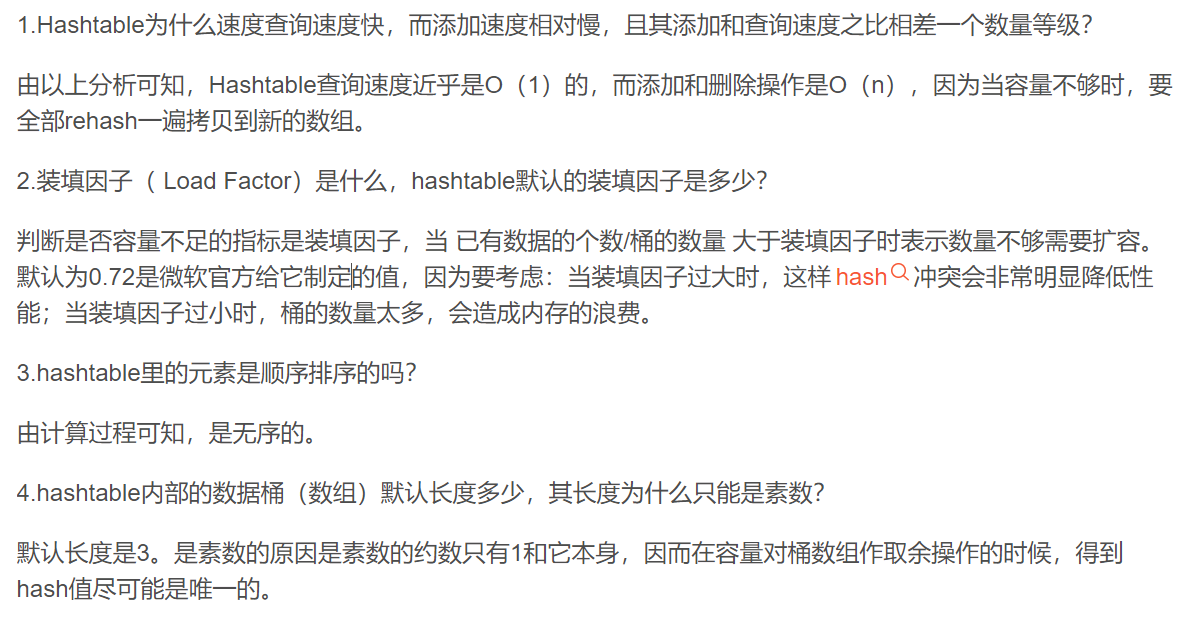 1.Hashtable为什么速度查询速度快，而添加速度相对慢，且其添加和查询速度之比相差一个数量等级？
由以上分析可知，Hashtable查询速度近乎是O（1）的，而添加和删除操作是O（n），因为当容量不够时，要
全部rehash一遍拷贝到新的数组。
2.装填因子（ Load Factor）是什么，hashtable默认的装填因子是多少？
判断是否容量不足的指标是装填因子，当 已有数据的个数/桶的数量 大于装填因子时表示数量不够需要扩容。
默认为0.72是微软官方给它制定的值，因为要考虑：当装填因子过大时，这样 hash 冲突会非常明显降低性
能；当装填因子过小时，桶的数量太多，会造成内存的浪费。
3.hashtable里的元素是顺序排序的吗？
由计算过程可知，是无序的。
4.hashtable内部的数据桶（数组）默认长度多少，其长度为什么只能是素数？
默认长度是3。是素数的原因是素数的约数只有1和它本身，因而在容量对桶数组作取余操作的时候，得到
hash值尽可能是唯一的。